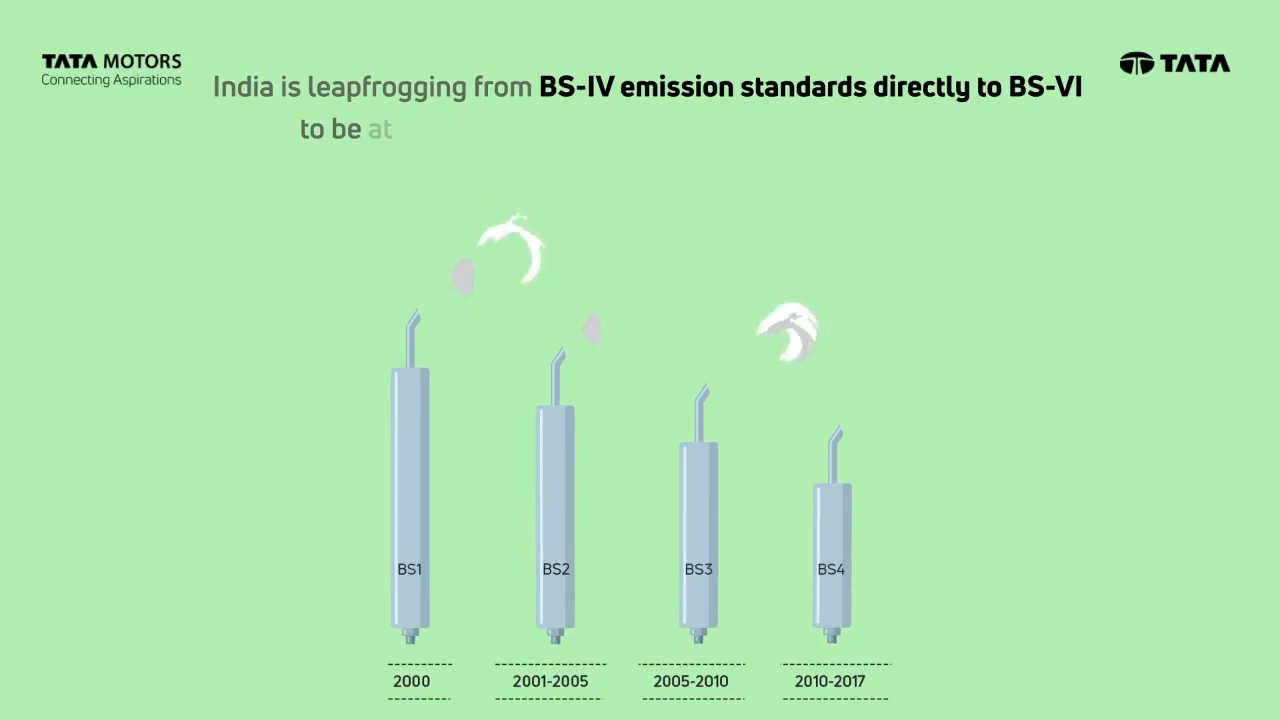 TATA MOTORS
Connecting Aspirations
TATA
India is leapfrogging from BS-IV emission standards directly to BS-VI
to be at
BS1
BS2
BS3
BS4
2000
2001-2005
2005-2010
2010-2017